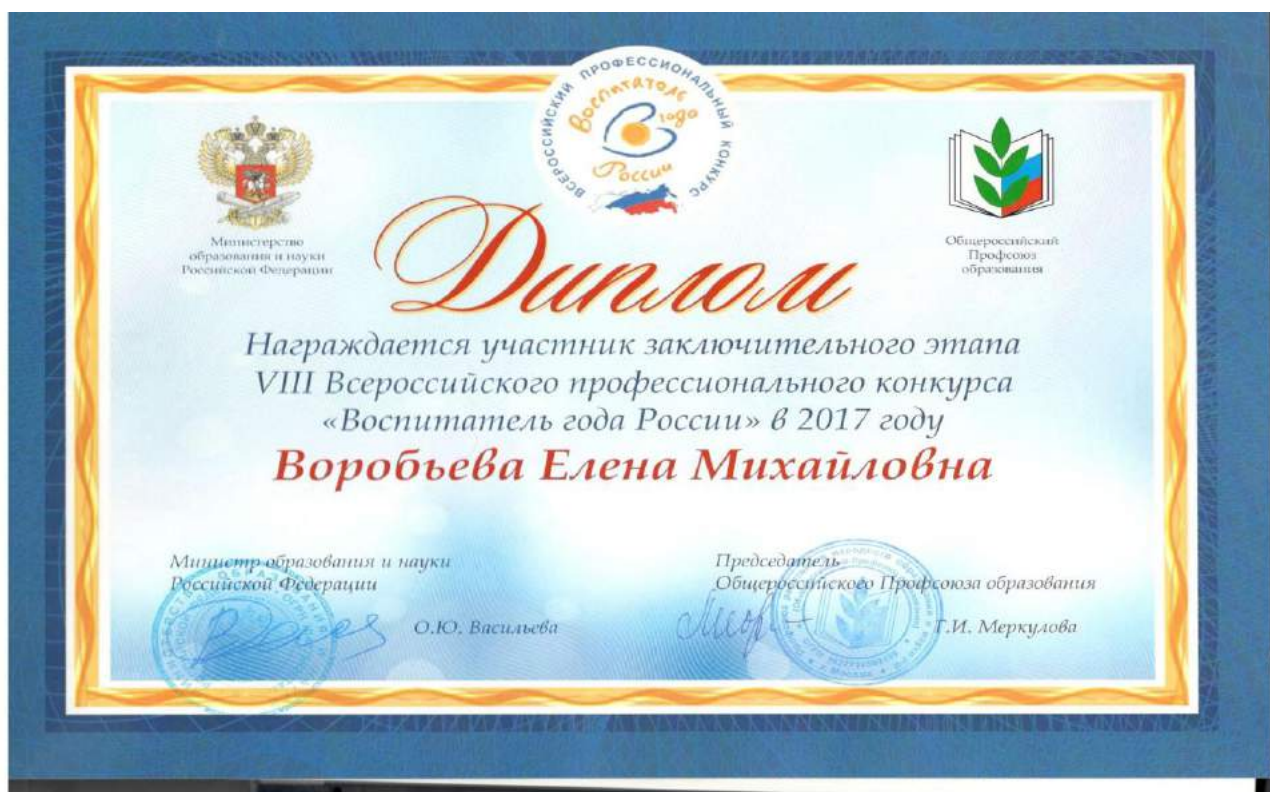 ВСЕРОССИЙСКИЙ ПРОФЕССИОНАЛЬНЫЙ КОНКУРС
Воспитатель
года
России
Министерство
образования и науки
Российской Федерации
Общероссийский
Профсоюз
образования
Диплом
Награждается участник заключительного этапа
VIII Всероссийского профессионального конкурса
«Воспитатель года России» в 2017 году
Воробьева Елена Михайловна
Министр образования и науки
Российской Федерации
О.Ю. Васильева
Председатель
Общероссийского Профсоюза образования
Г.И. Меркулова